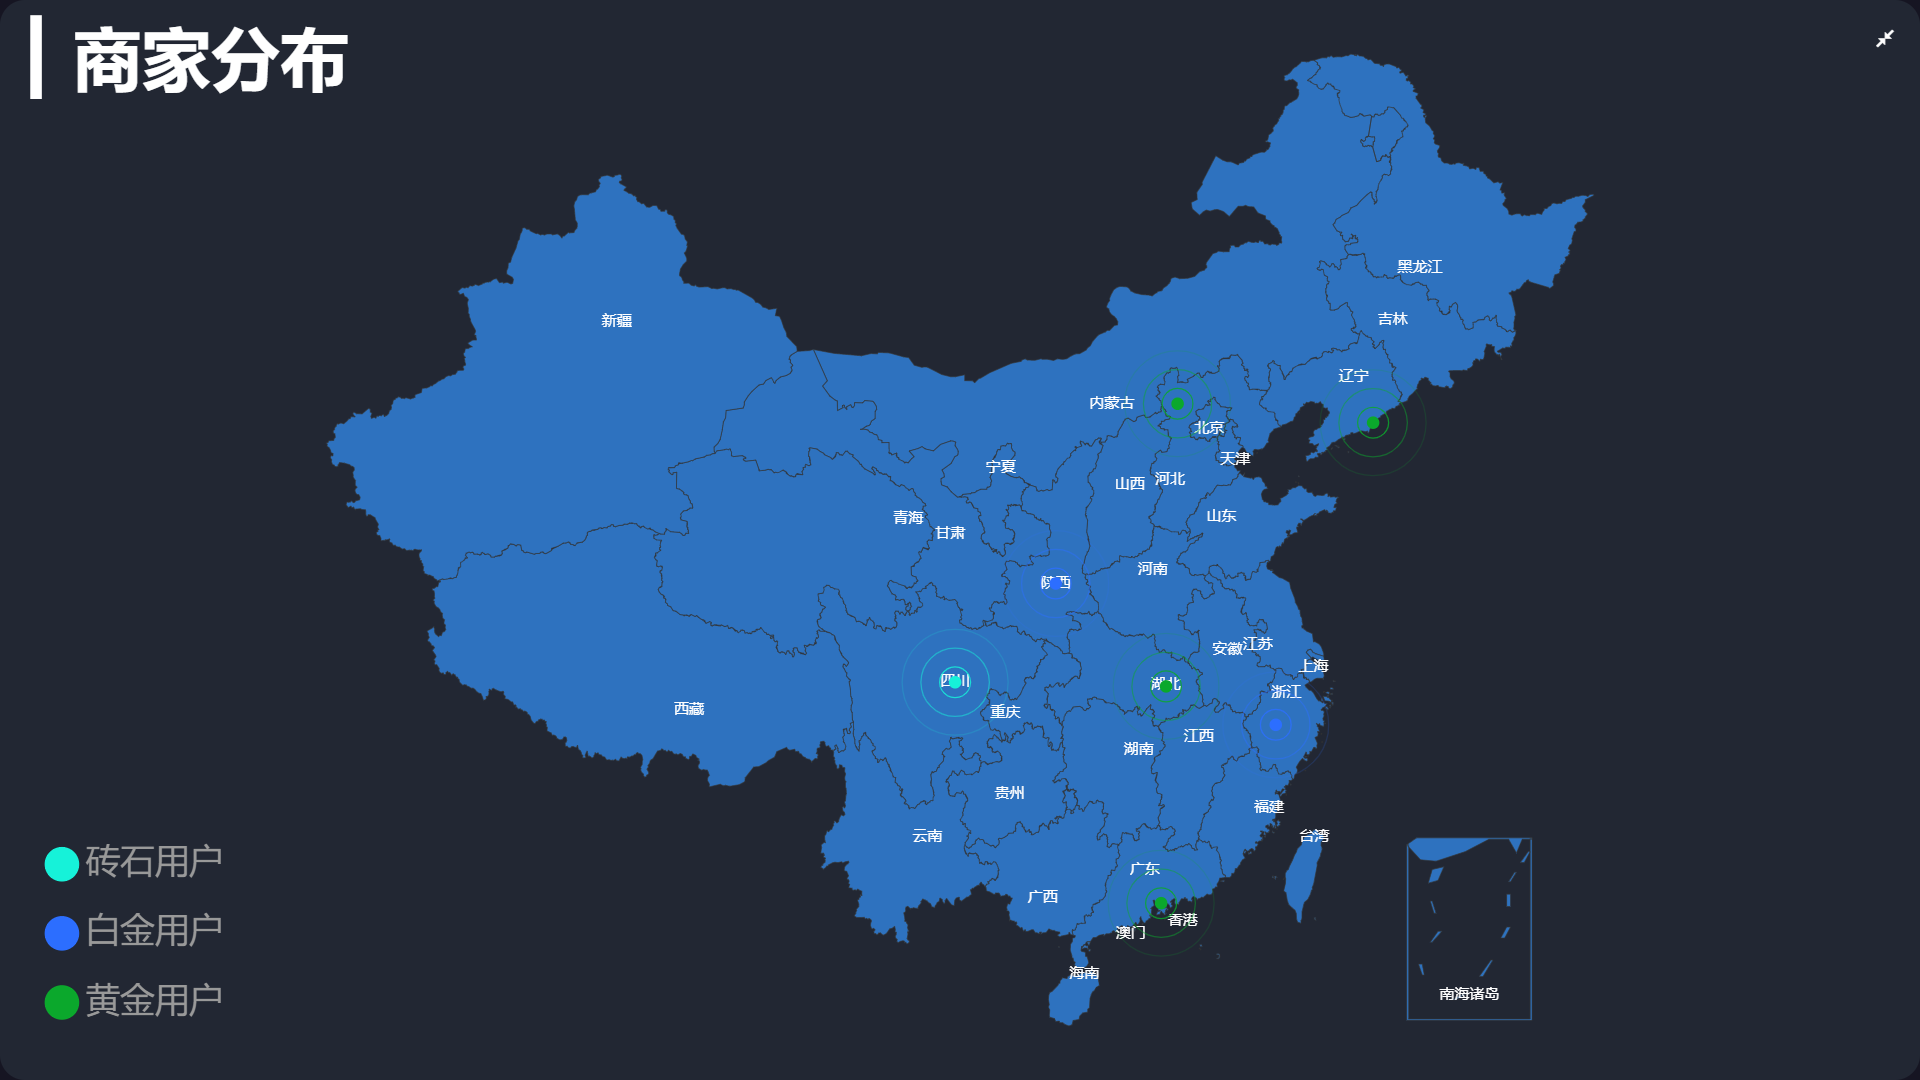 商家分布
黑龙江
吉林
新疆
辽宁
内蒙古
北京
天津
宁夏
山西
河北
青海
甘肃
山东
河南
陕西
安徽
江苏
上海
四川
湖北
浙江
西藏
重庆
江西
湖南
贵州
福建
云南
台湾
砖石用户
广东
广西
香港
白金用户
澳门
海南
南海诸岛
黄金用户